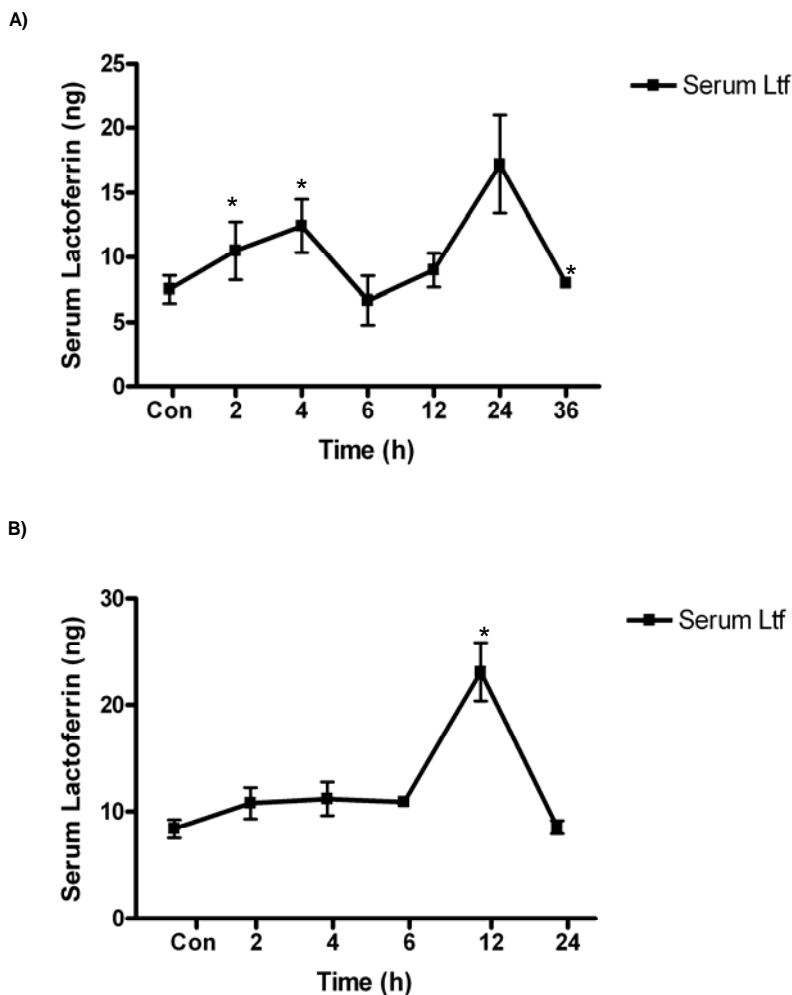 A)
25
20
15
10
5
0
Serum Lactoferrin (ng)
* * *
Serum Ltf
Con 2 4 6 12 24 36
Time (h)
B)
30
20
10
0
Serum Lactoferrin (ng)
*
Serum Ltf
Con 2 4 6 12 24
Time (h)